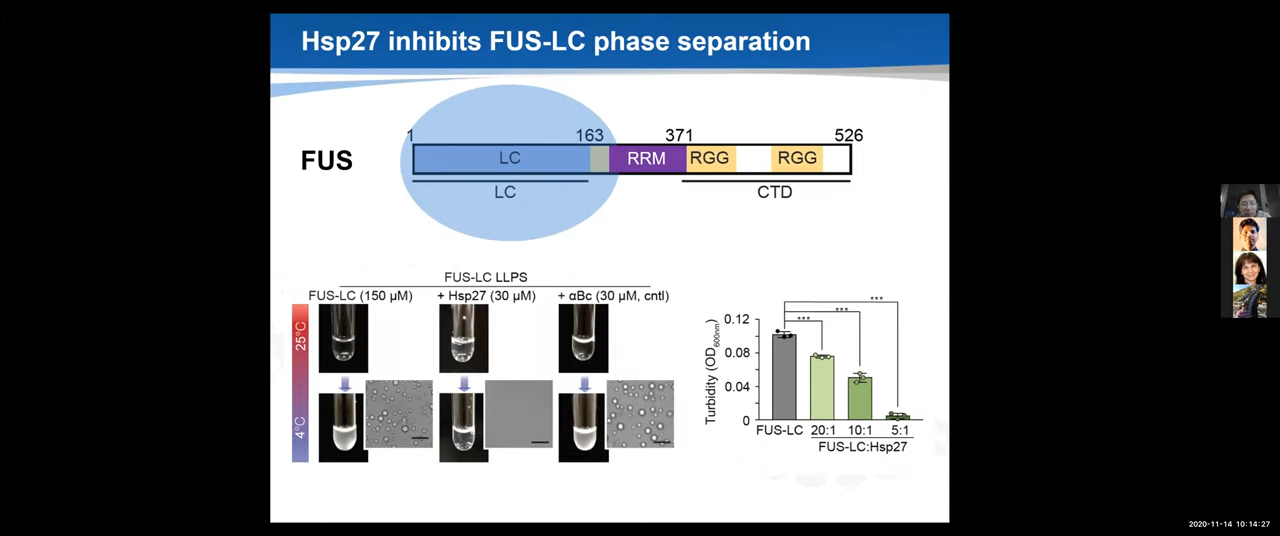 Hsp27 inhibits FUS-LC phase separation
1 163 371 526
FUS
LC RRM RGG RGG
LC CTD
FUS-LC LLPS
FUS-LC (150 µM) + Hsp27 (30 µM) + αBc (30 µM, cntl)
25°C
4°C
*** *** ***
Turbidity (OD600nm)
0.12
0.08
0.04
0
FUS-LC 20:1 10:1 5:1
FUS-LC:Hsp27
2020-11-14 10:14:27